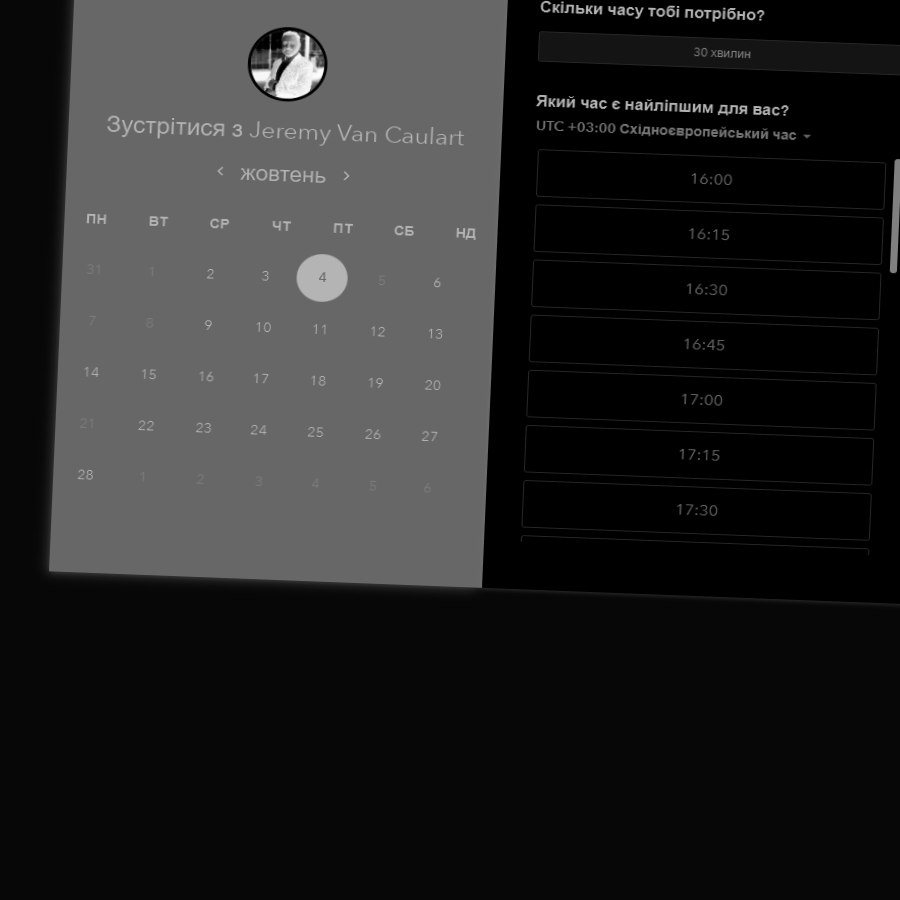 Зустрітися з Jeremy Van Caulart
жовтень
ПН ВТ СР ЧТ ПТ СБ НД
31 1 2 3 4 5 6
7 8 9 10 11 12 13
14 15 16 17 18 19 20
21 22 23 24 25 26 27
28 1 2 3 4 5 6
Скільки часу тобі потрібно?
30 хвилин
Який час є найліпшим для вас?
UTC +03:00 Східноєвропейський час
16:00
16:15
16:30
16:45
17:00
17:15
17:30